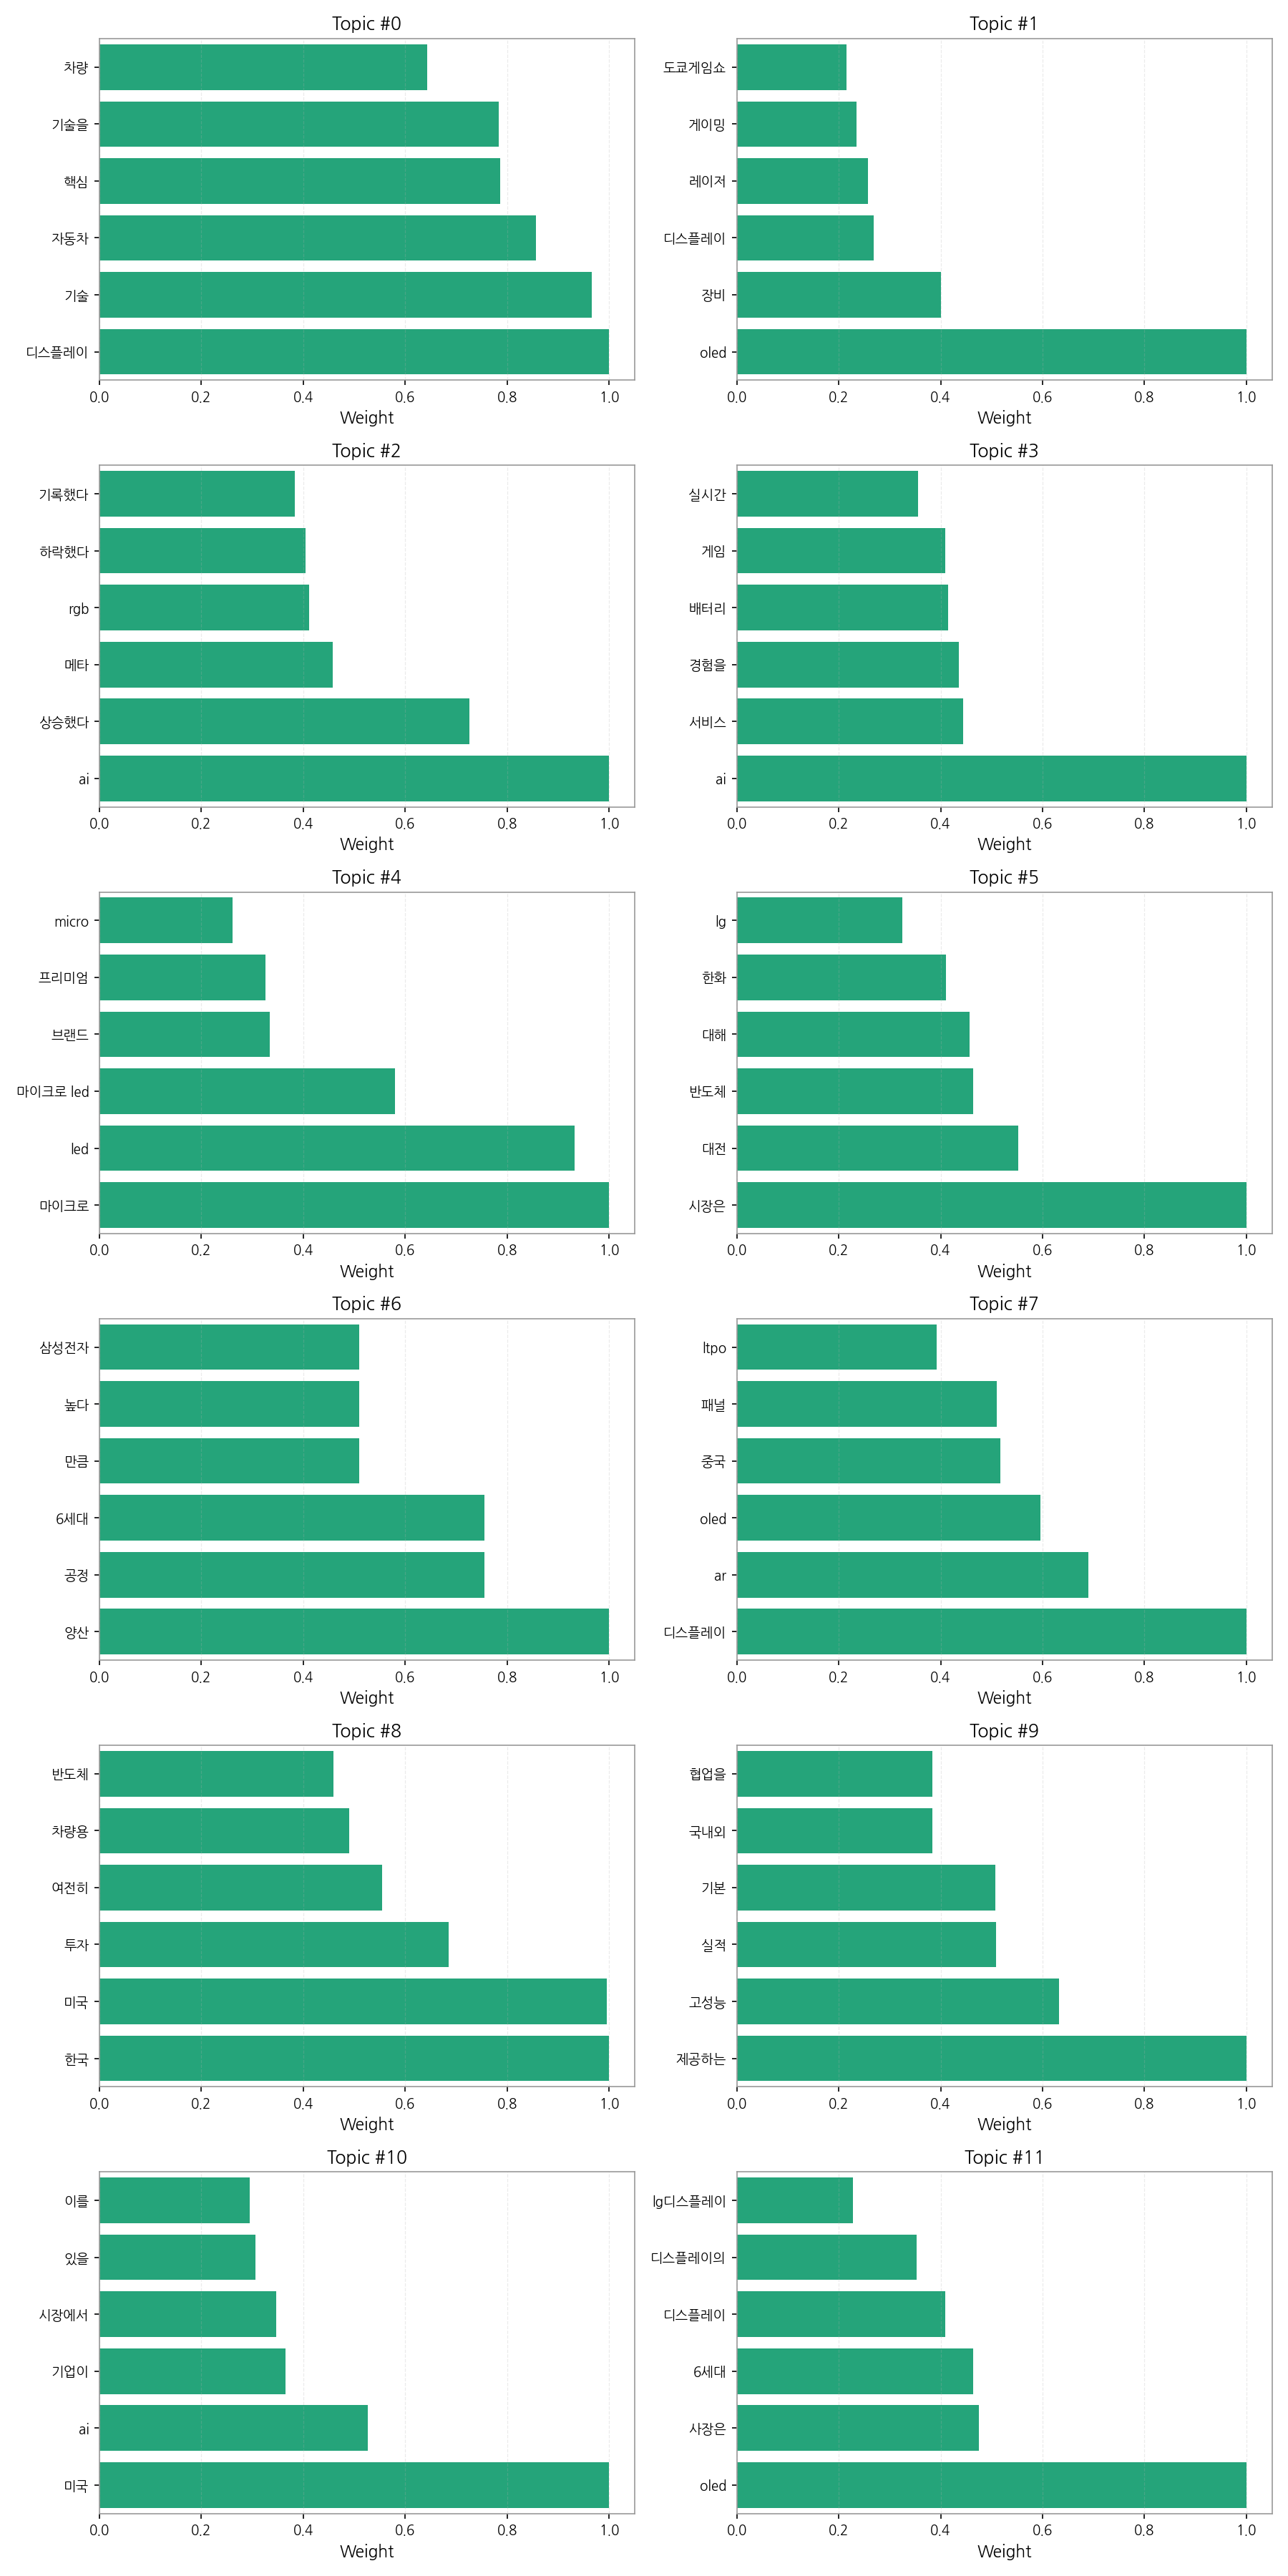 Topic #0
차량
기술을
핵심
자동차
기술
디스플레이
0.0 0.2 0.4 0.6 0.8 1.0
Weight
Topic #1
도쿄게임쇼
게이밍
레이저
디스플레이
장비
oled
0.0 0.2 0.4 0.6 0.8 1.0
Weight
Topic #2
기록했다
하락했다
rgb
메타
상승했다
ai
0.0 0.2 0.4 0.6 0.8 1.0
Weight
Topic #3
실시간
게임
배터리
경험을
서비스
ai
0.0 0.2 0.4 0.6 0.8 1.0
Weight
Topic #4
micro
프리미엄
브랜드
마이크로 led
led
마이크로
0.0 0.2 0.4 0.6 0.8 1.0
Weight
Topic #5
lg
한화
대해
반도체
대전
시장은
0.0 0.2 0.4 0.6 0.8 1.0
Weight
Topic #6
삼성전자
높다
만큼
6세대
공정
양산
0.0 0.2 0.4 0.6 0.8 1.0
Weight
Topic #7
ltpo
패널
중국
oled
ar
디스플레이
0.0 0.2 0.4 0.6 0.8 1.0
Weight
Topic #8
반도체
차량용
여전히
투자
미국
한국
0.0 0.2 0.4 0.6 0.8 1.0
Weight
Topic #9
협업을
국내외
기본
실적
고성능
제공하는
0.0 0.2 0.4 0.6 0.8 1.0
Weight
Topic #10
이를
있을
시장에서
기업이
ai
미국
0.0 0.2 0.4 0.6 0.8 1.0
Weight
Topic #11
lg디스플레이
디스플레이의
디스플레이
6세대
사장은
oled
0.0 0.2 0.4 0.6 0.8 1.0
Weight